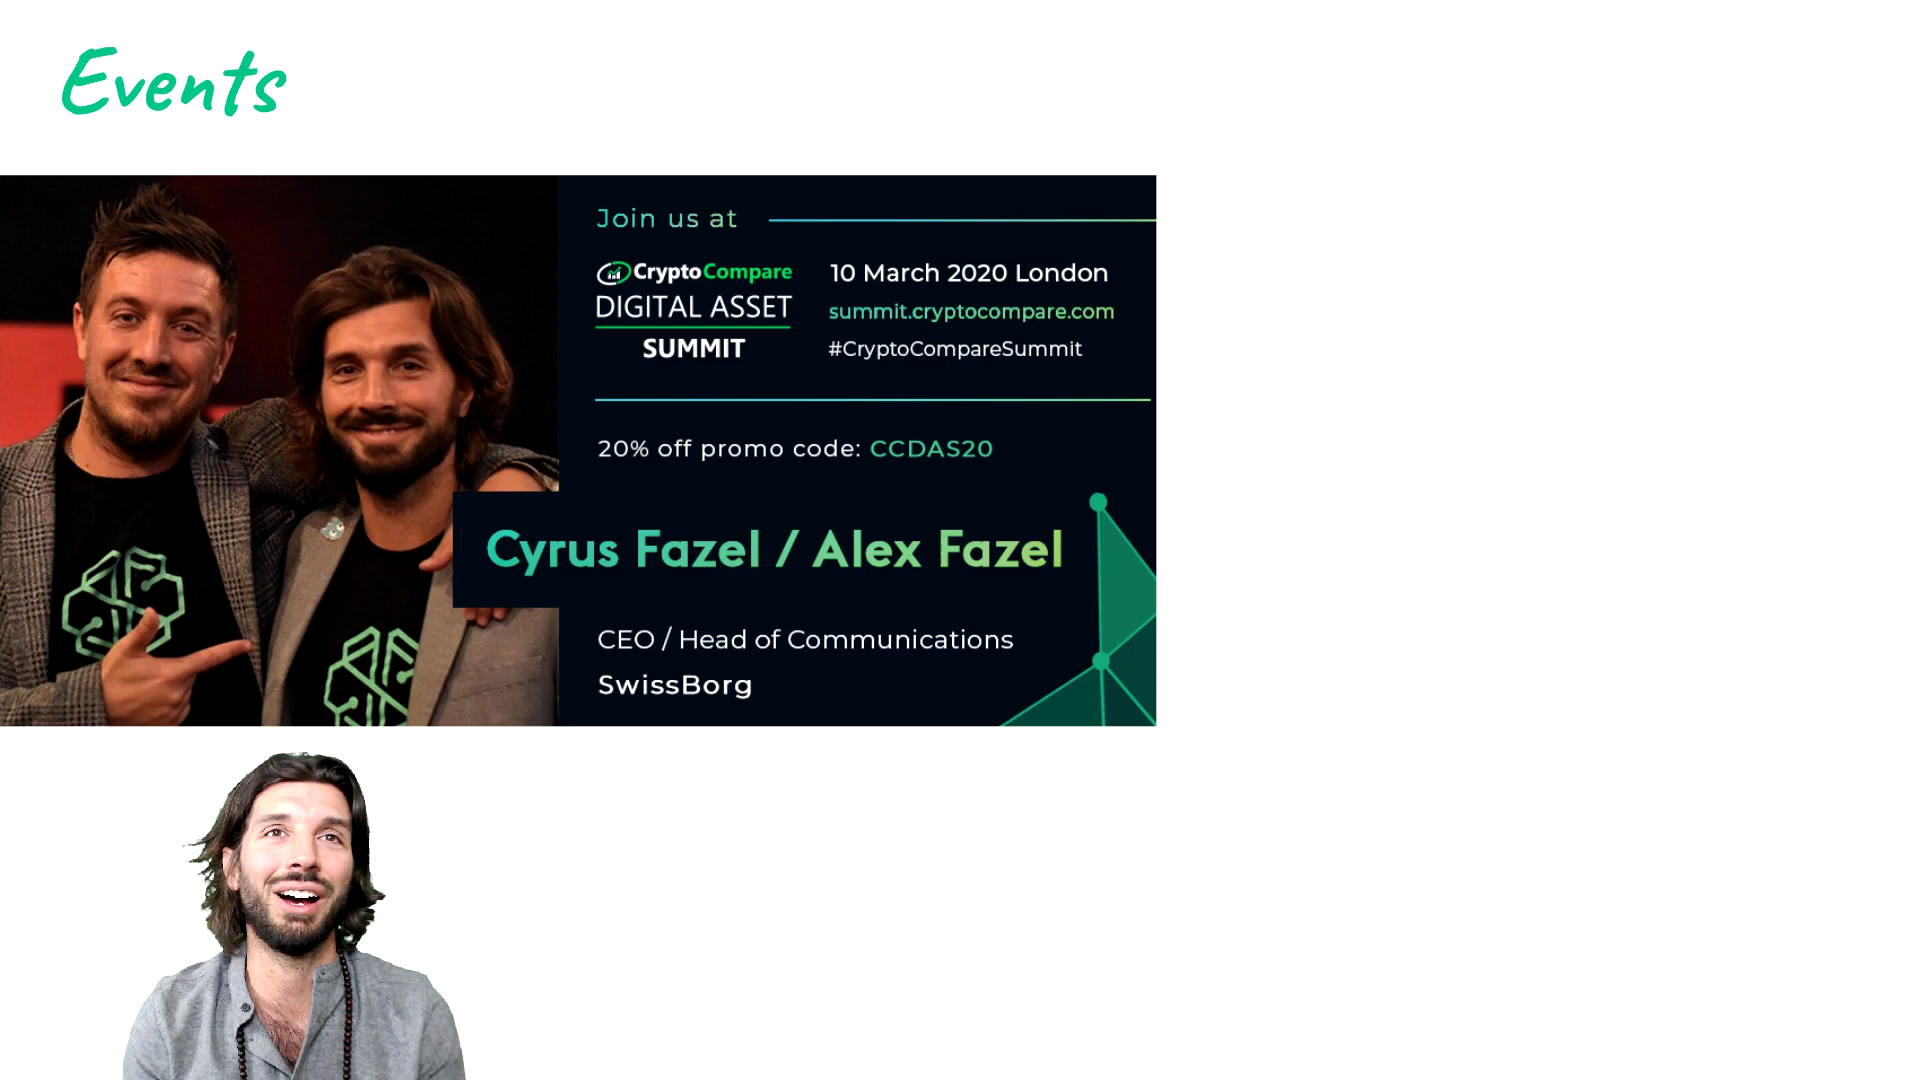 Events
Join us at
CryptoCompare
DIGITAL ASSET
SUMMIT
10 March 2020 London
summit.cryptocompare.com
#CryptoCompareSummit
20% off promo code: CCDAS20
Cyrus Fazel / Alex Fazel
CEO / Head of Communications
SwissBorg